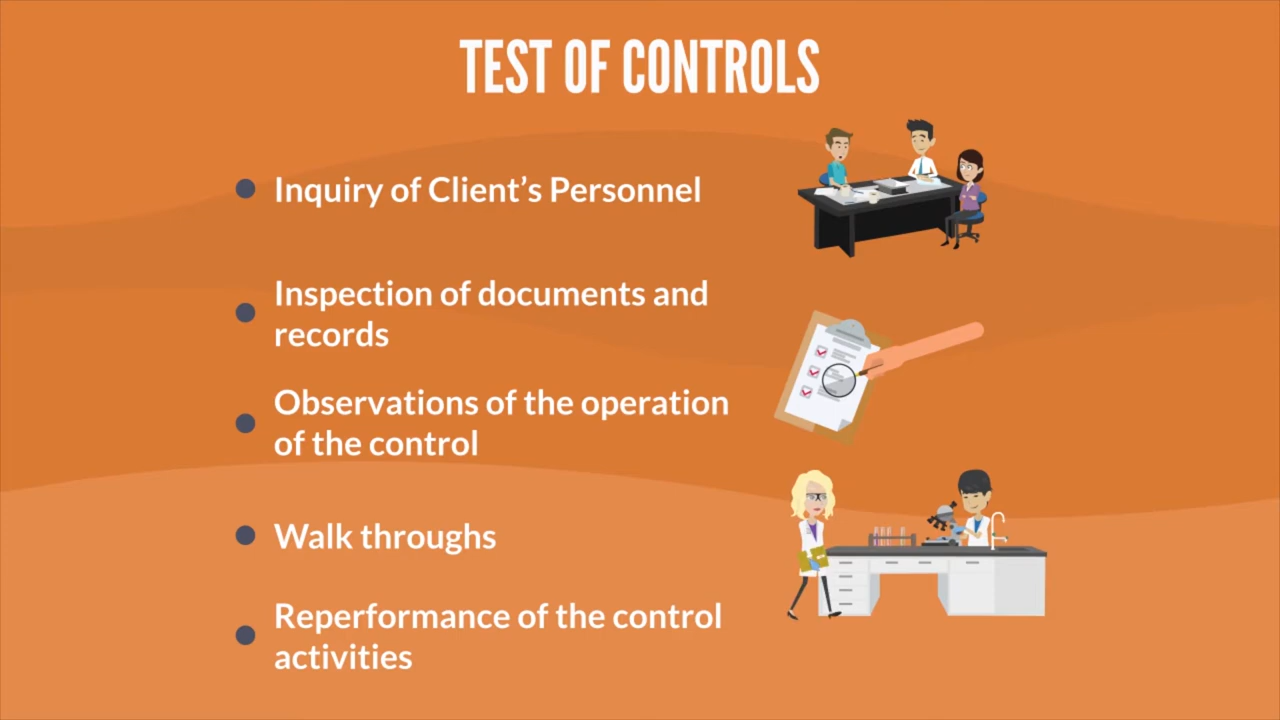 TEST OF CONTROLS
Inquiry of Client’s Personnel
Inspection of documents and
records
Observations of the operation
of the control
Walk throughs
Reperformance of the control
activities